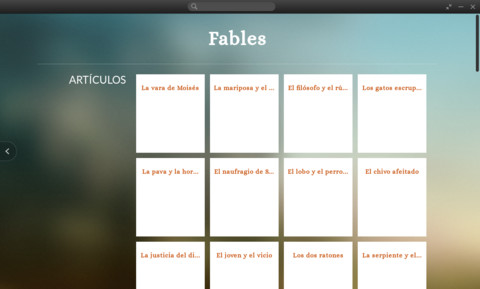 Fables
ARTÍCULOS
La vara de Moisés
La mariposa y el ...
El filósofo y el rú...
Los gatos escrup...
La pava y la hor...
El naufragio de S...
El lobo y el perro...
El chivo afeitado
La justicia del di...
El joven y el vicio
Los dos ratones
La serpiente y el...